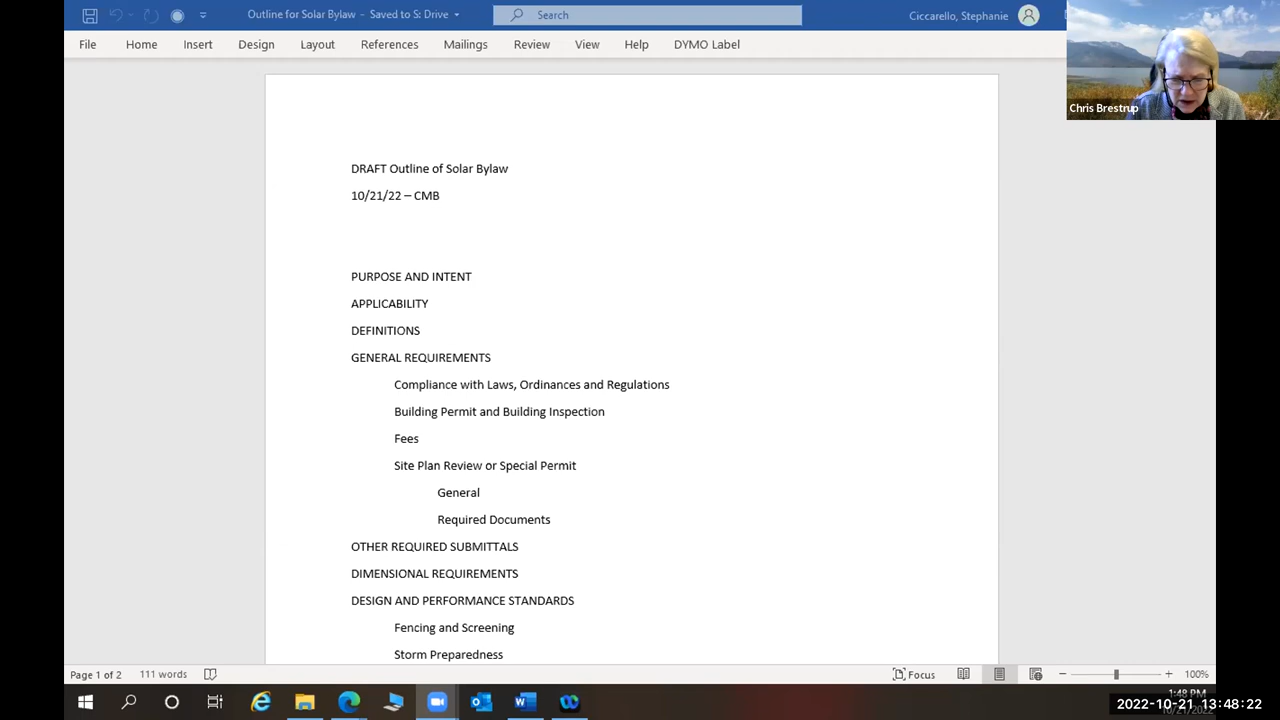 Outline for Solar Bylaw - Saved to S: Drive
Search
Ciccarello, Stephanie
File Home Insert Design Layout References Mailings Review View Help DYMO Label
Chris Brestrup
DRAFT Outline of Solar Bylaw
10/21/22 – CMB
PURPOSE AND INTENT
APPLICABILITY
DEFINITIONS
GENERAL REQUIREMENTS
Compliance with Laws, Ordinances and Regulations
Building Permit and Building Inspection
Fees
Site Plan Review or Special Permit
General
Required Documents
OTHER REQUIRED SUBMITTALS
DIMENSIONAL REQUIREMENTS
DESIGN AND PERFORMANCE STANDARDS
Fencing and Screening
Storm Preparedness
Page 1 of 2 111 words Focus 100%
1:48 PM
2022-10-21 13:48:22